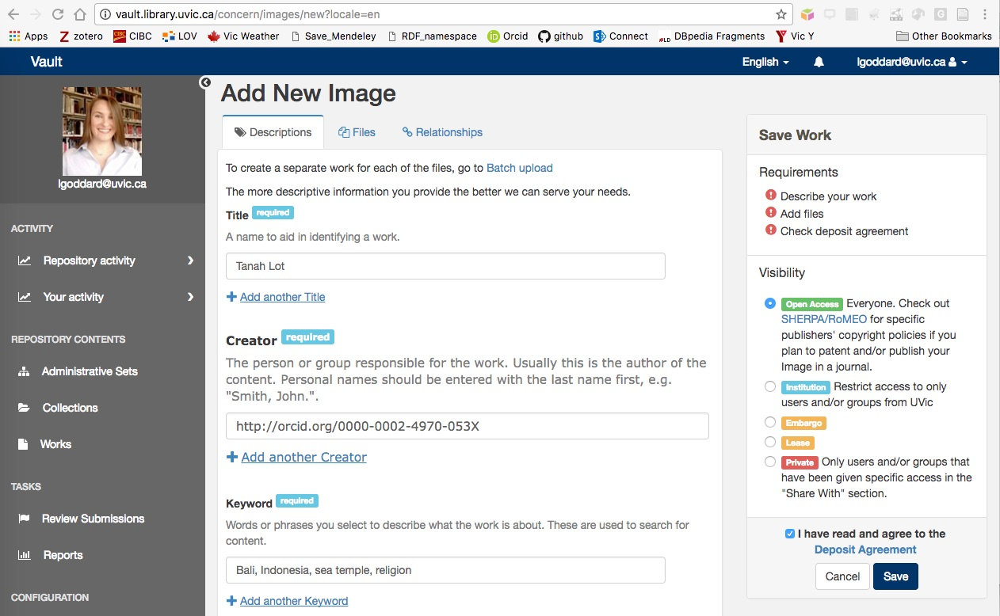 vault.library.uvic.ca/concern/images/new?locale=en
Apps zotero CIBC LOV Vic Weather Save_Mendeley RDF_namespace Orcid github Connect DBpedia Fragments Vic Y Other Bookmarks
Vault English lgoddard@uvic.ca
lgoddard@uvic.ca
ACTIVITY
Repository activity
Your activity
REPOSITORY CONTENTS
Administrative Sets
Collections
Works
TASKS
Review Submissions
Reports
CONFIGURATION
Add New Image
Descriptions Files Relationships
To create a separate work for each of the files, go to Batch upload
The more descriptive information you provide the better we can serve your needs.
Title required
A name to aid in identifying a work.
Tanah Lot
Add another Title
Creator required
The person or group responsible for the work. Usually this is the author of the
content. Personal names should be entered with the last name first, e.g.
"Smith, John.".
http://orcid.org/0000-0002-4970-053X
Add another Creator
Keyword required
Words or phrases you select to describe what the work is about. These are used to search for
content.
Bali, Indonesia, sea temple, religion
Add another Keyword
Save Work
Requirements
Describe your work
Add files
Check deposit agreement
Visibility
Open Access Everyone. Check out
SHERPA/RoMEO for specific
publishers' copyright policies if you
plan to patent and/or publish your
Image in a journal.
Institution Restrict access to only
users and/or groups from UVic
Embargo
Lease
Private Only users and/or groups that
have been given specific access in the
"Share With" section.
I have read and agree to the
Deposit Agreement
Cancel Save